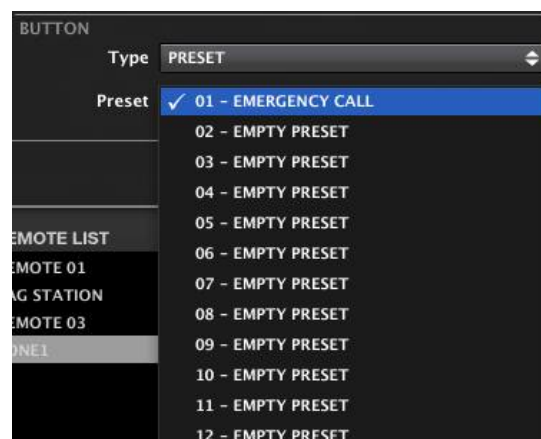 BUTTON
Type PRESET
Preset ✓ 01 – EMERGENCY CALL
02 – EMPTY PRESET
03 – EMPTY PRESET
04 – EMPTY PRESET
05 – EMPTY PRESET
06 – EMPTY PRESET
07 – EMPTY PRESET
08 – EMPTY PRESET
09 – EMPTY PRESET
10 – EMPTY PRESET
11 – EMPTY PRESET
12 – EMPTY PRESET
EMOTE LIST
EMOTE 01
AG STATION
EMOTE 03
ONE1